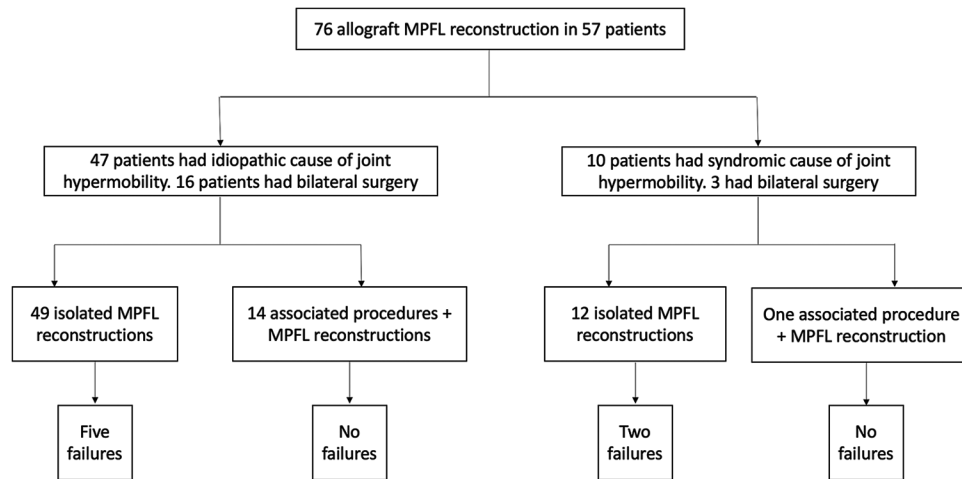 76 allograft MPFL reconstruction in 57 patients
47 patients had idiopathic cause of joint
hypermobility. 16 patients had bilateral surgery
10 patients had syndromic cause of joint
hypermobility. 3 had bilateral surgery
49 isolated MPFL
reconstructions
14 associated procedures +
MPFL reconstructions
12 isolated MPFL
reconstructions
One associated procedure
+ MPFL reconstruction
Five
failures
No
failures
Two
failures
No
failures